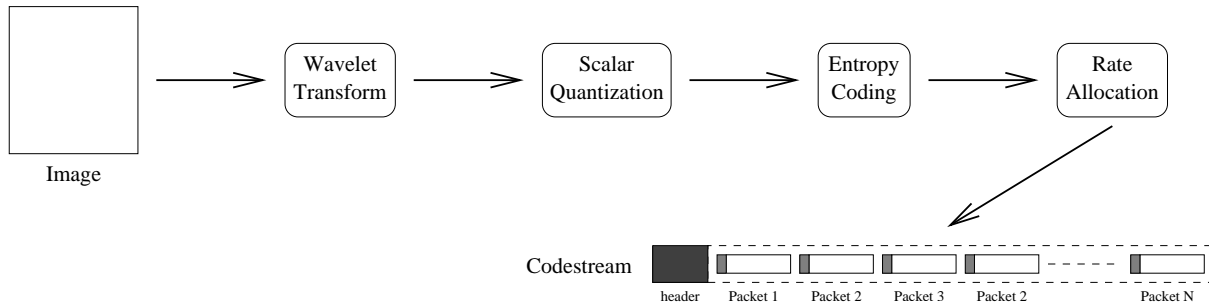 Wavelet
Transform
Scalar
Quantization
Entropy
Coding
Rate
Allocation
Image
Codestream
header
Packet 1
Packet 2
Packet 3
Packet 2
Packet N